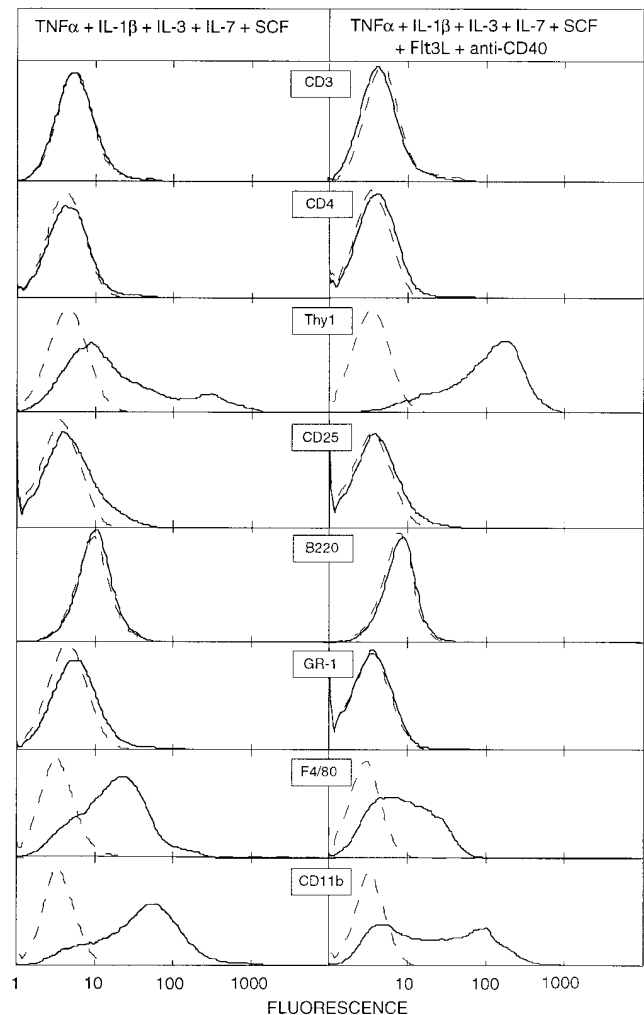 TNFα + IL-1β + IL-3 + IL-7 + SCF
TNFα + IL-1β + IL-3 + IL-7 + SCF
+ Flt3L + anti-CD40
CD3
CD4
Thy1
CD25
B220
GR-1
F4/80
CD11b
1 10 100 1000 10 100 1000
FLUORESCENCE